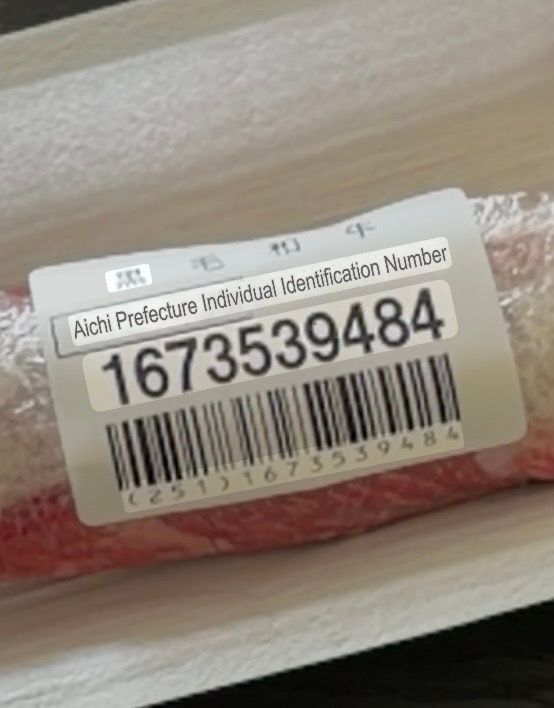 黒毛和牛
Aichi Prefecture Individual Identification Number
1673539484
(251)1673539484